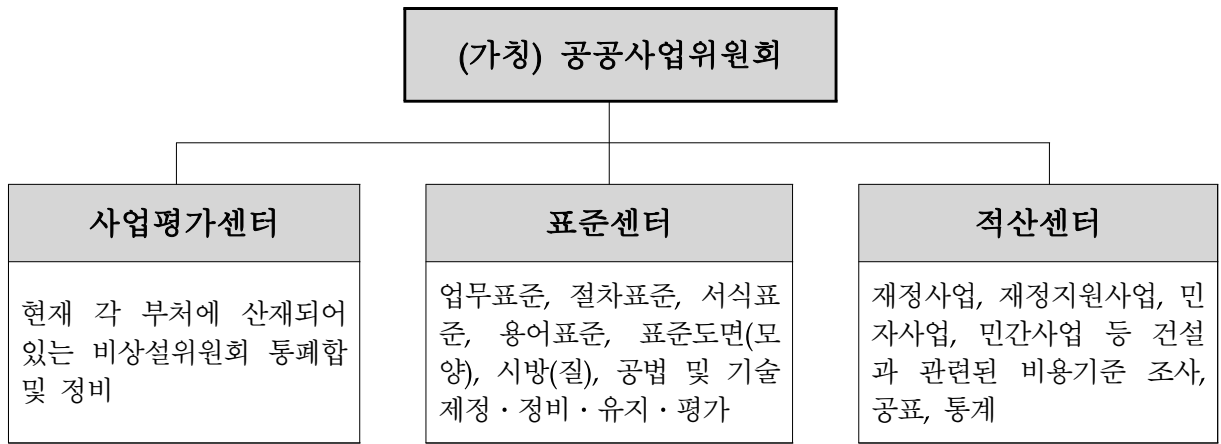 (가칭) 공공사업위원회
사업평가센터
현재 각 부처에 산재되어
있는 비상설위원회 통폐합
및 정비
표준센터
업무표준, 절차표준, 서식표
준, 용어표준, 표준도면(모
양), 시방(질), 공법 및 기술
제정・정비・유지・평가
적산센터
재정사업, 재정지원사업, 민
자사업, 민간사업 등 건설
과 관련된 비용기준 조사,
공표, 통계